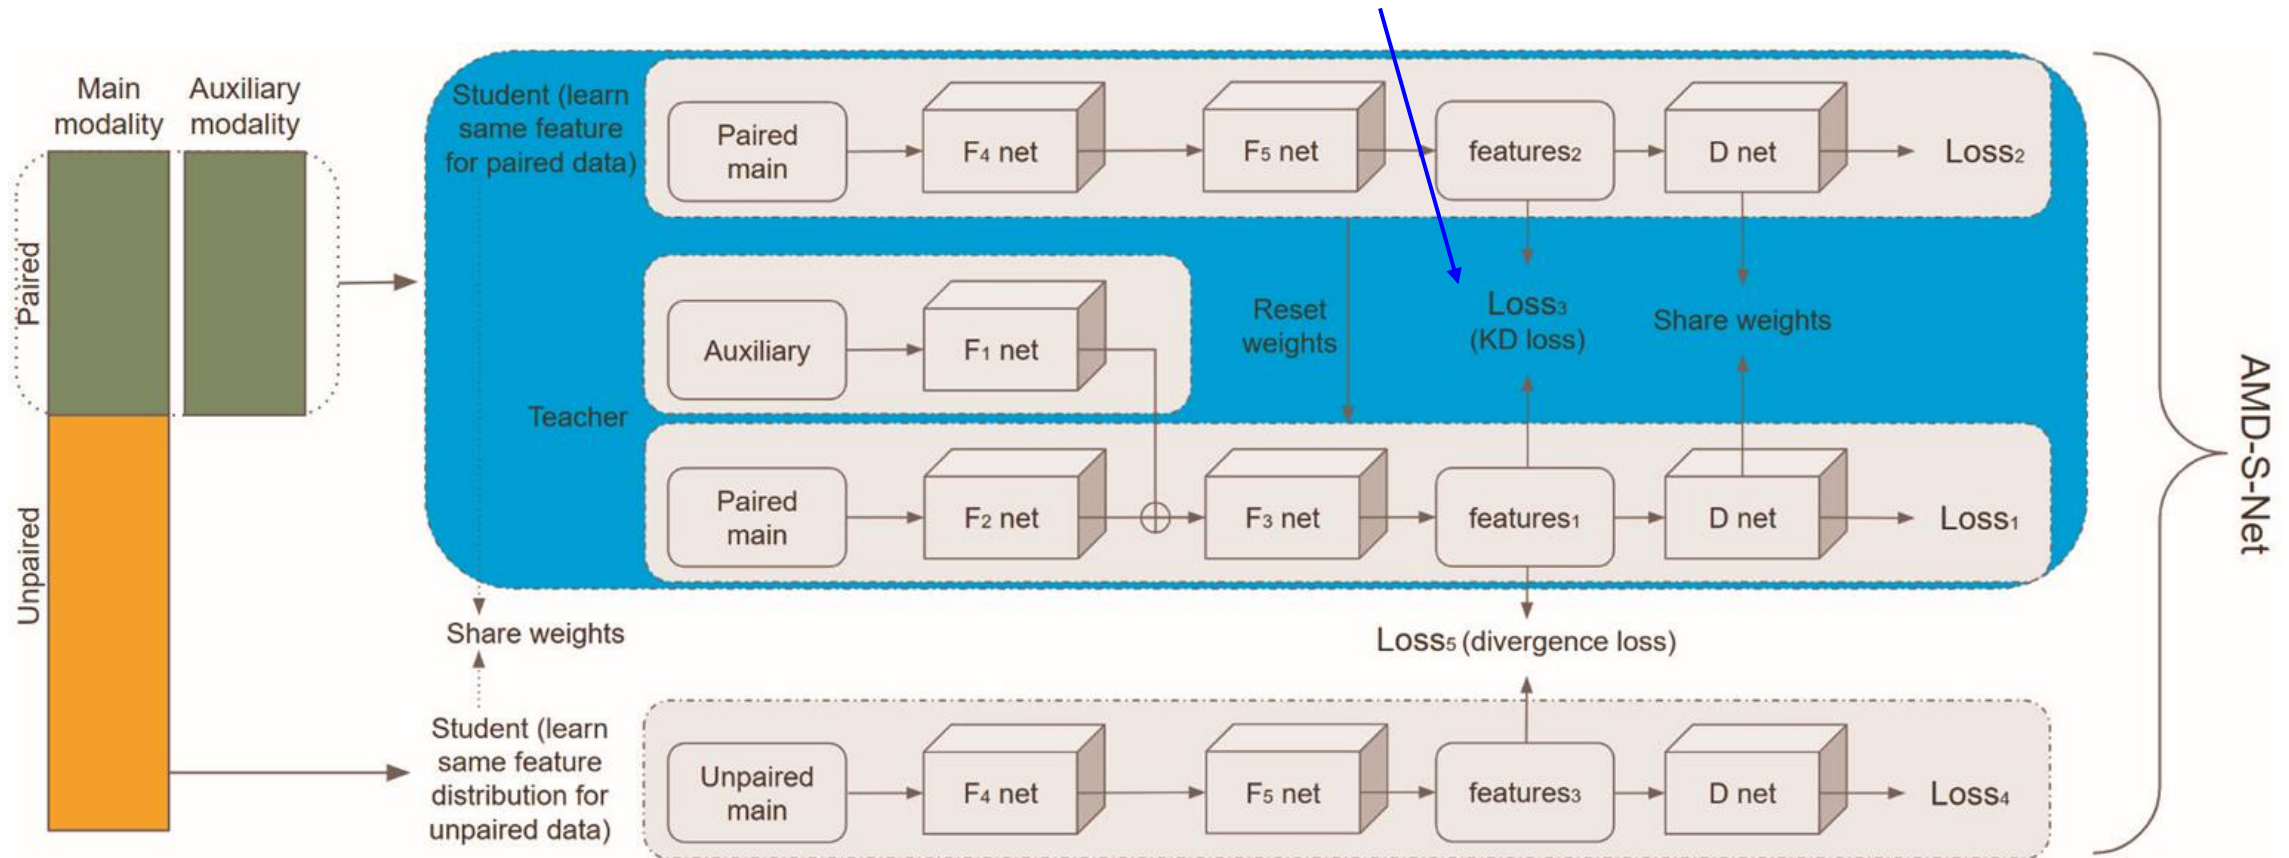 Main
modality
Auxiliary
modality
Paired
Unpaired
Student (learn
same feature
for paired data)
Paired
main
F4 net
F5 net
features2
D net
Loss2
Auxiliary
F1 net
Reset
weights
Loss3
(KD loss)
Share weights
Teacher
Paired
main
F2 net
F3 net
features1
D net
Loss1
Share weights
Loss5 (divergence loss)
Student (learn
same feature
distribution for
unpaired data)
Unpaired
main
F4 net
F5 net
features3
D net
Loss4
AMD-S-Net